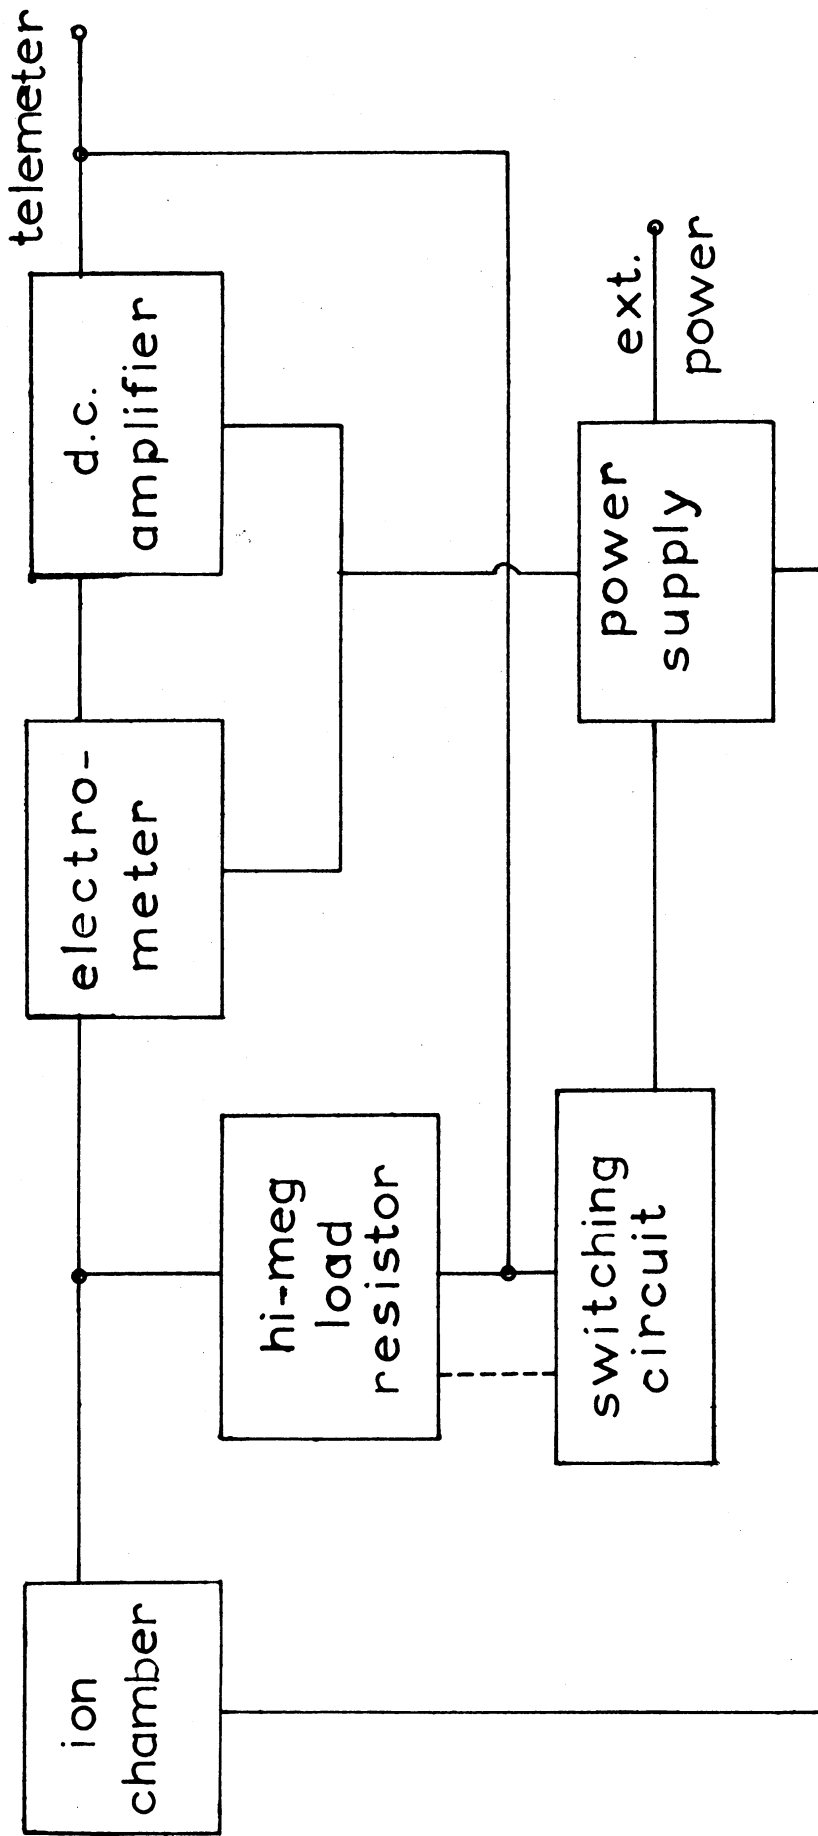 ion
chamber
hi-meg
load
resistor
switching
circuit
electro-
meter
d.c.
amplifier
power
supply
telemeter
ext.
power